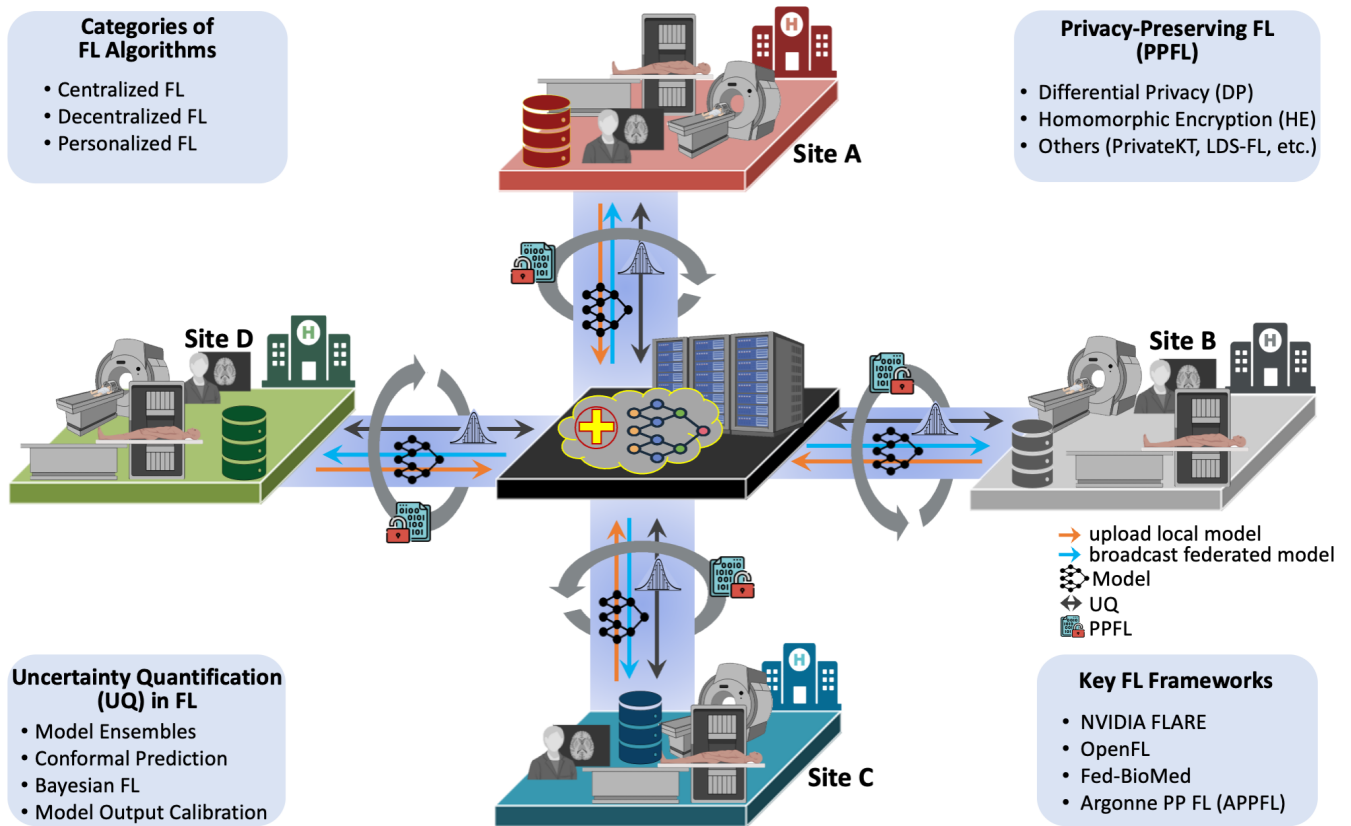 Categories of
FL Algorithms
• Centralized FL
• Decentralized FL
• Personalized FL
Privacy-Preserving FL
(PPFL)
• Differential Privacy (DP)
• Homomorphic Encryption (HE)
• Others (PrivateKT, LDS-FL, etc.)
H
Site A
Site D
H
Site B
H
upload local model
broadcast federated model
Model
UQ
PPFL
H
Site C
Uncertainty Quantification
(UQ) in FL
• Model Ensembles
• Conformal Prediction
• Bayesian FL
• Model Output Calibration
Key FL Frameworks
• NVIDIA FLARE
• OpenFL
• Fed-BioMed
• Argonne PP FL (APPFL)